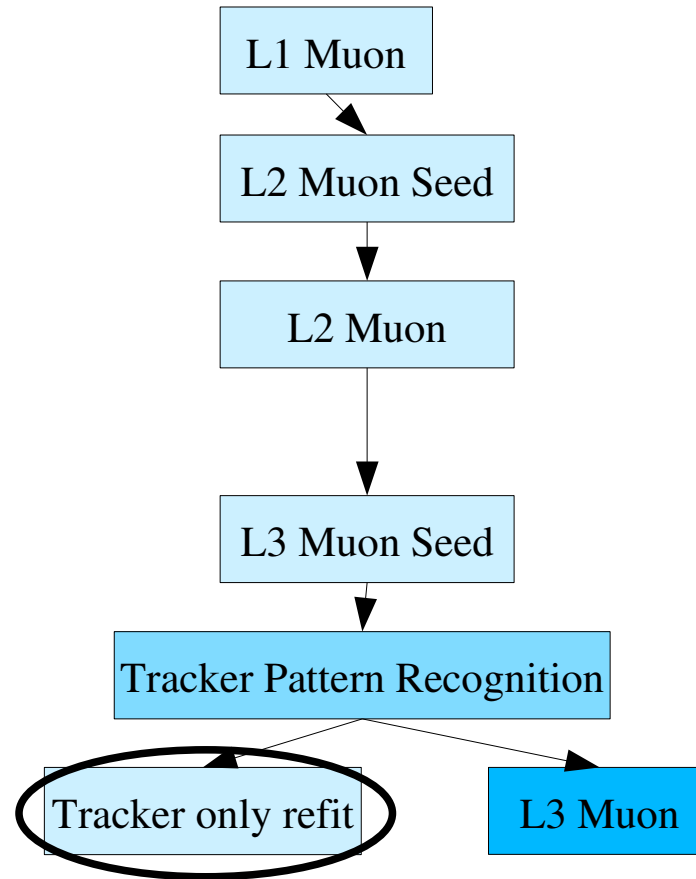 L1 Muon
L2 Muon Seed
L2 Muon
L3 Muon Seed
Tracker Pattern Recognition
Tracker only refit
L3 Muon